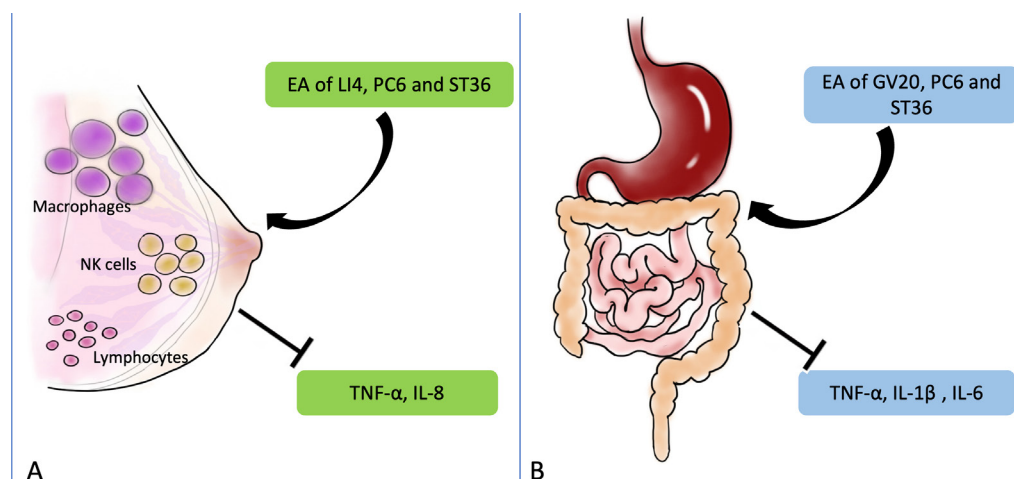 EA of LI4, PC6 and ST36
Macrophages
NK cells
Lymphocytes
TNF-α, IL-8
A
EA of GV20, PC6 and
ST36
TNF-α, IL-1β , IL-6
B